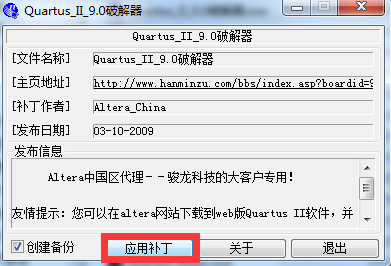 Quartus_II_9.0破解器
Quartus_II_9.0破解器
[文件名称] Quartus_II_9.0破解器
[主页地址] http://www.hanminzu.com/bbs/index.asp?boardid=9
[补丁作者] Altera_China
[发布日期] 03-10-2009
发布信息
Altera中国区代理－－骏龙科技的大客户专用!
友情提示: 您可以在altera网站下载到web版Quartus II软件, 并
创建备份 应用补丁 关于 退出